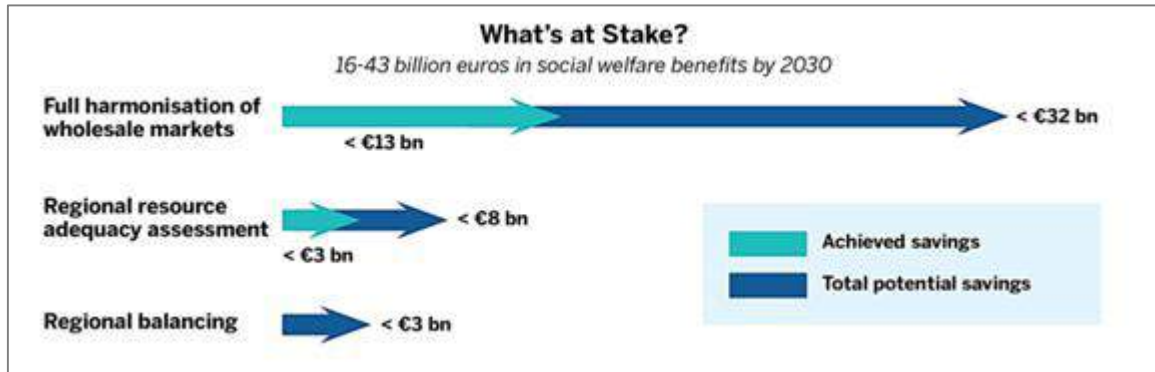 What's at Stake?
16-43 billion euros in social welfare benefits by 2030
Full harmonisation of
wholesale markets
< €13 bn
< €32 bn
Regional resource
adequacy assessment
< €3 bn
< €8 bn
Regional balancing
< €3 bn
Achieved savings
Total potential savings